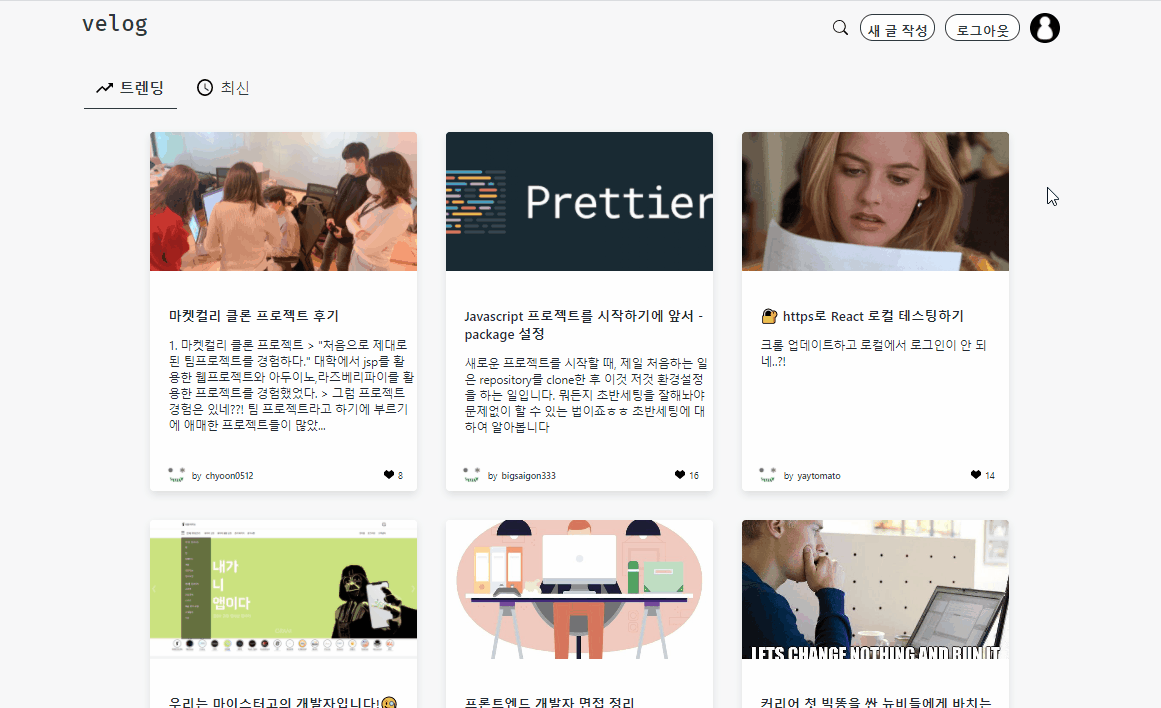 velog
새 글 작성
로그아웃
트렌딩
최신
Prettier
마켓컬리 클론 프로젝트 후기
1. 마켓컬리 클론 프로젝트 > "처음으로 제대로
된 팀프로젝트를 경험하다." 대학에서 jsp를 활
용한 웹프로젝트와 아두이노,라즈베리파이를 활
용한 프로젝트를 경험했었다. > 그럼 프로젝트
경험은 있네??! 팀 프로젝트라고 하기에 부르기
에 애매한 프로젝트들이 많았...
by chyoon0512
8
Javascript 프로젝트를 시작하기에 앞서 -
package 설정
새로운 프로젝트를 시작할 때, 제일 처음하는 일
은 repository를 clone한 후 이것 저것 환경설정
을 하는 일입니다. 뭐든지 초반세팅을 잘해놔야
문제없이 할 수 있는 법이죠ㅎㅎ 초반세팅에 대
하여 알아봅니다
by bigsaigon333
16
https로 React 로컬 테스팅하기
크롬 업데이트하고 로컬에서 로그인이 안 되
네..?!
by yaytomato
14
내가
니
앱이다
LETS CHANGE NOTHING AND RUN IT
우리는 마이스터고의 개발자입니다!
프론트엔드 개발자 면접 정리
커리어 첫 빅똥을 싼 뉴비들에게 바치는